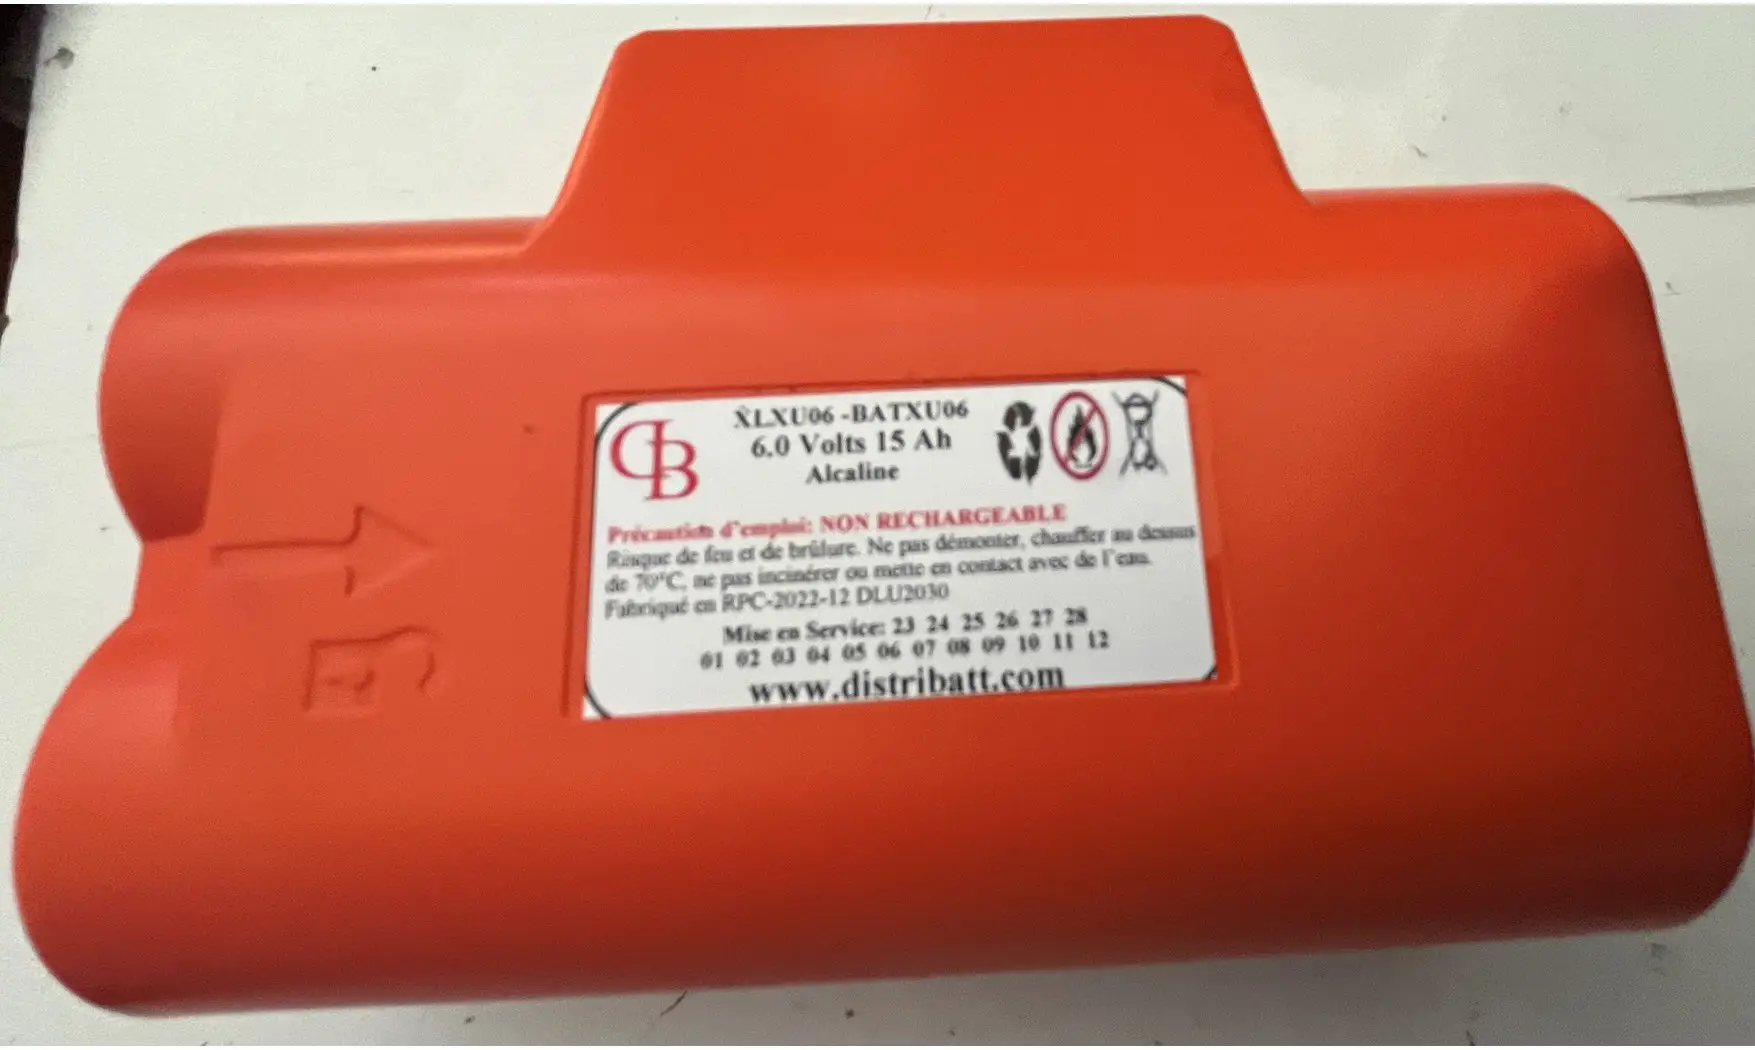 XLXU06 -BATXU06
6.0 Volts 15 Ah
Alcaline
Précaution d'emploi: NON RECHARGEABLE
Risque de feu et de brûlure. Ne pas démonter, chauffer au dessus
de 70°C, ne pas incinérer ou mette en contact avec de l'eau.
Fabriqué en RPC-2022-12 DLU2030
Mise en Service: 23 24 25 26 27 28
01 02 03 04 05 06 07 08 09 10 11 12
www.distribatt.com